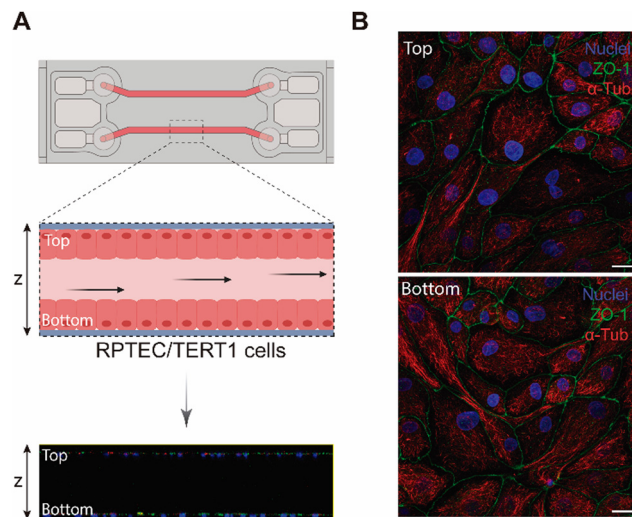 A
Z
Top
Bottom
RPTEC/TERT1 cells
Z
Top
Bottom
B
Top
Nuclei
ZO-1
α-Tub
Bottom
Nuclei
ZO-1
α-Tub